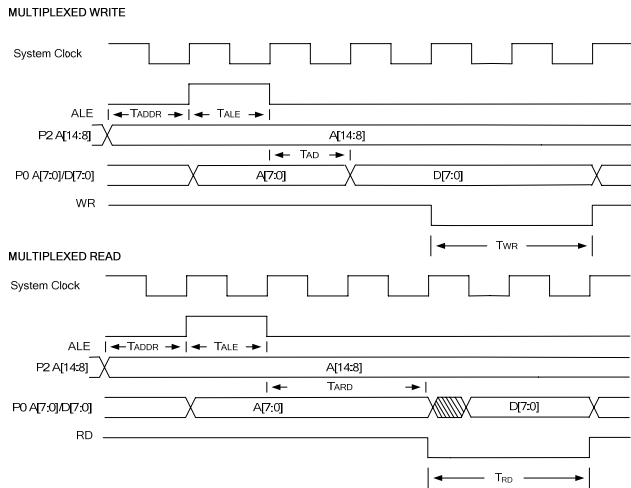 MULTIPLEXED WRITE
System Clock
ALE
TADDR
TALE
P2 A[14:8]
A[14:8]
TAD
P0 A[7:0]/D[7:0]
A[7:0]
D[7:0]
WR
TWR
MULTIPLEXED READ
System Clock
ALE
TADDR
TALE
P2 A[14:8]
A[14:8]
TARD
P0 A[7:0]/D[7:0]
A[7:0]
D[7:0]
RD
TRD